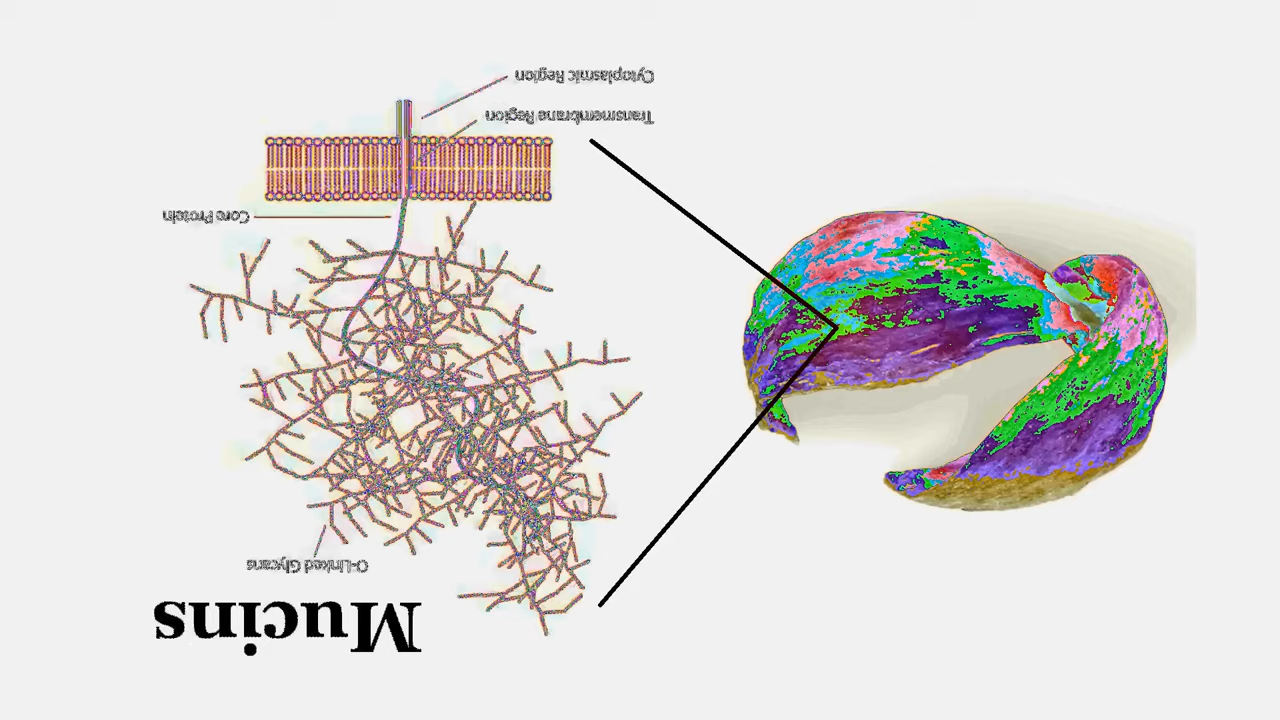 Mucins
O-Linked Glycans
Core Protein
Transmembrane Region
Cytoplasmic Region